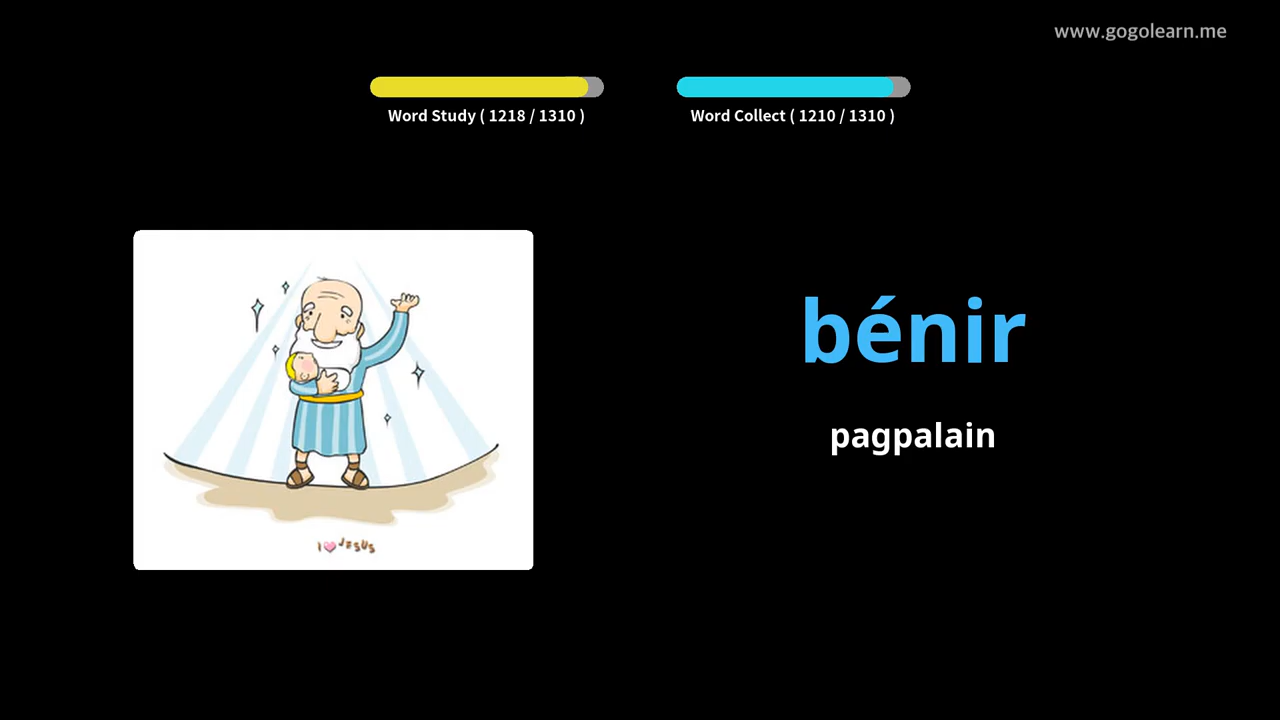 www.gogolearn.me
Word Study ( 1218 / 1310 )
Word Collect ( 1210 / 1310 )
bénir
pagpalain
I JESUS